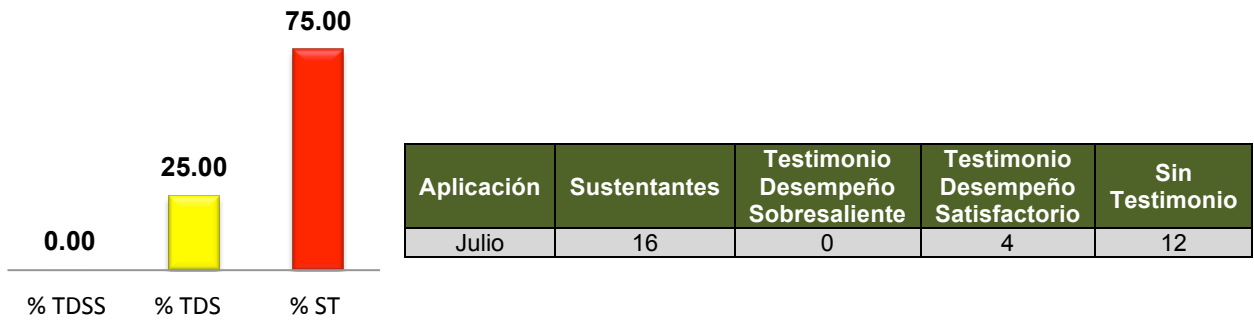 75.00
25.00
0.00
% TDSS % TDS % ST
Aplicación Sustentantes Testimonio Desempeño Sobresaliente Testimonio Desempeño Satisfactorio Sin Testimonio
Julio 16 0 4 12